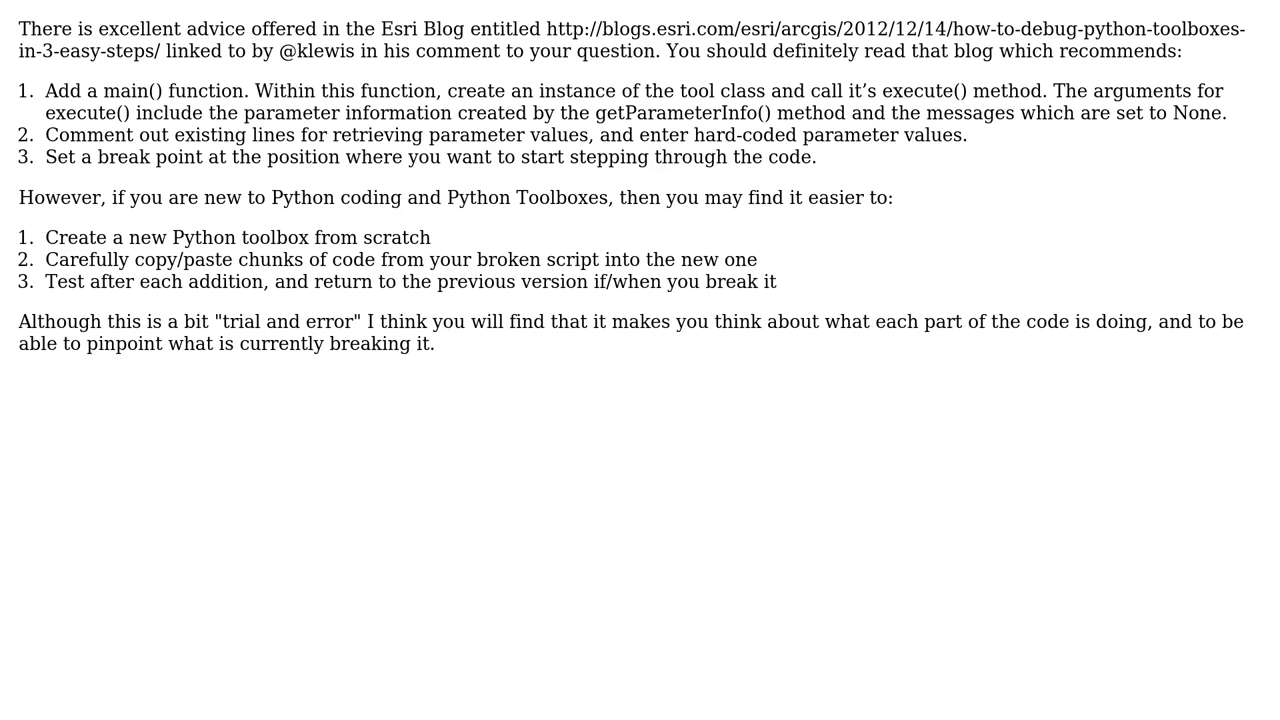 There is excellent advice offered in the Esri Blog entitled http://blogs.esri.com/esri/arcgis/2012/12/14/how-to-debug-python-toolboxes-
in-3-easy-steps/ linked to by @klewis in his comment to your question. You should definitely read that blog which recommends:
1. Add a main() function. Within this function, create an instance of the tool class and call it’s execute() method. The arguments for
execute() include the parameter information created by the getParameterInfo() method and the messages which are set to None.
2. Comment out existing lines for retrieving parameter values, and enter hard-coded parameter values.
3. Set a break point at the position where you want to start stepping through the code.
However, if you are new to Python coding and Python Toolboxes, then you may find it easier to:
1. Create a new Python toolbox from scratch
2. Carefully copy/paste chunks of code from your broken script into the new one
3. Test after each addition, and return to the previous version if/when you break it
Although this is a bit "trial and error" I think you will find that it makes you think about what each part of the code is doing, and to be
able to pinpoint what is currently breaking it.